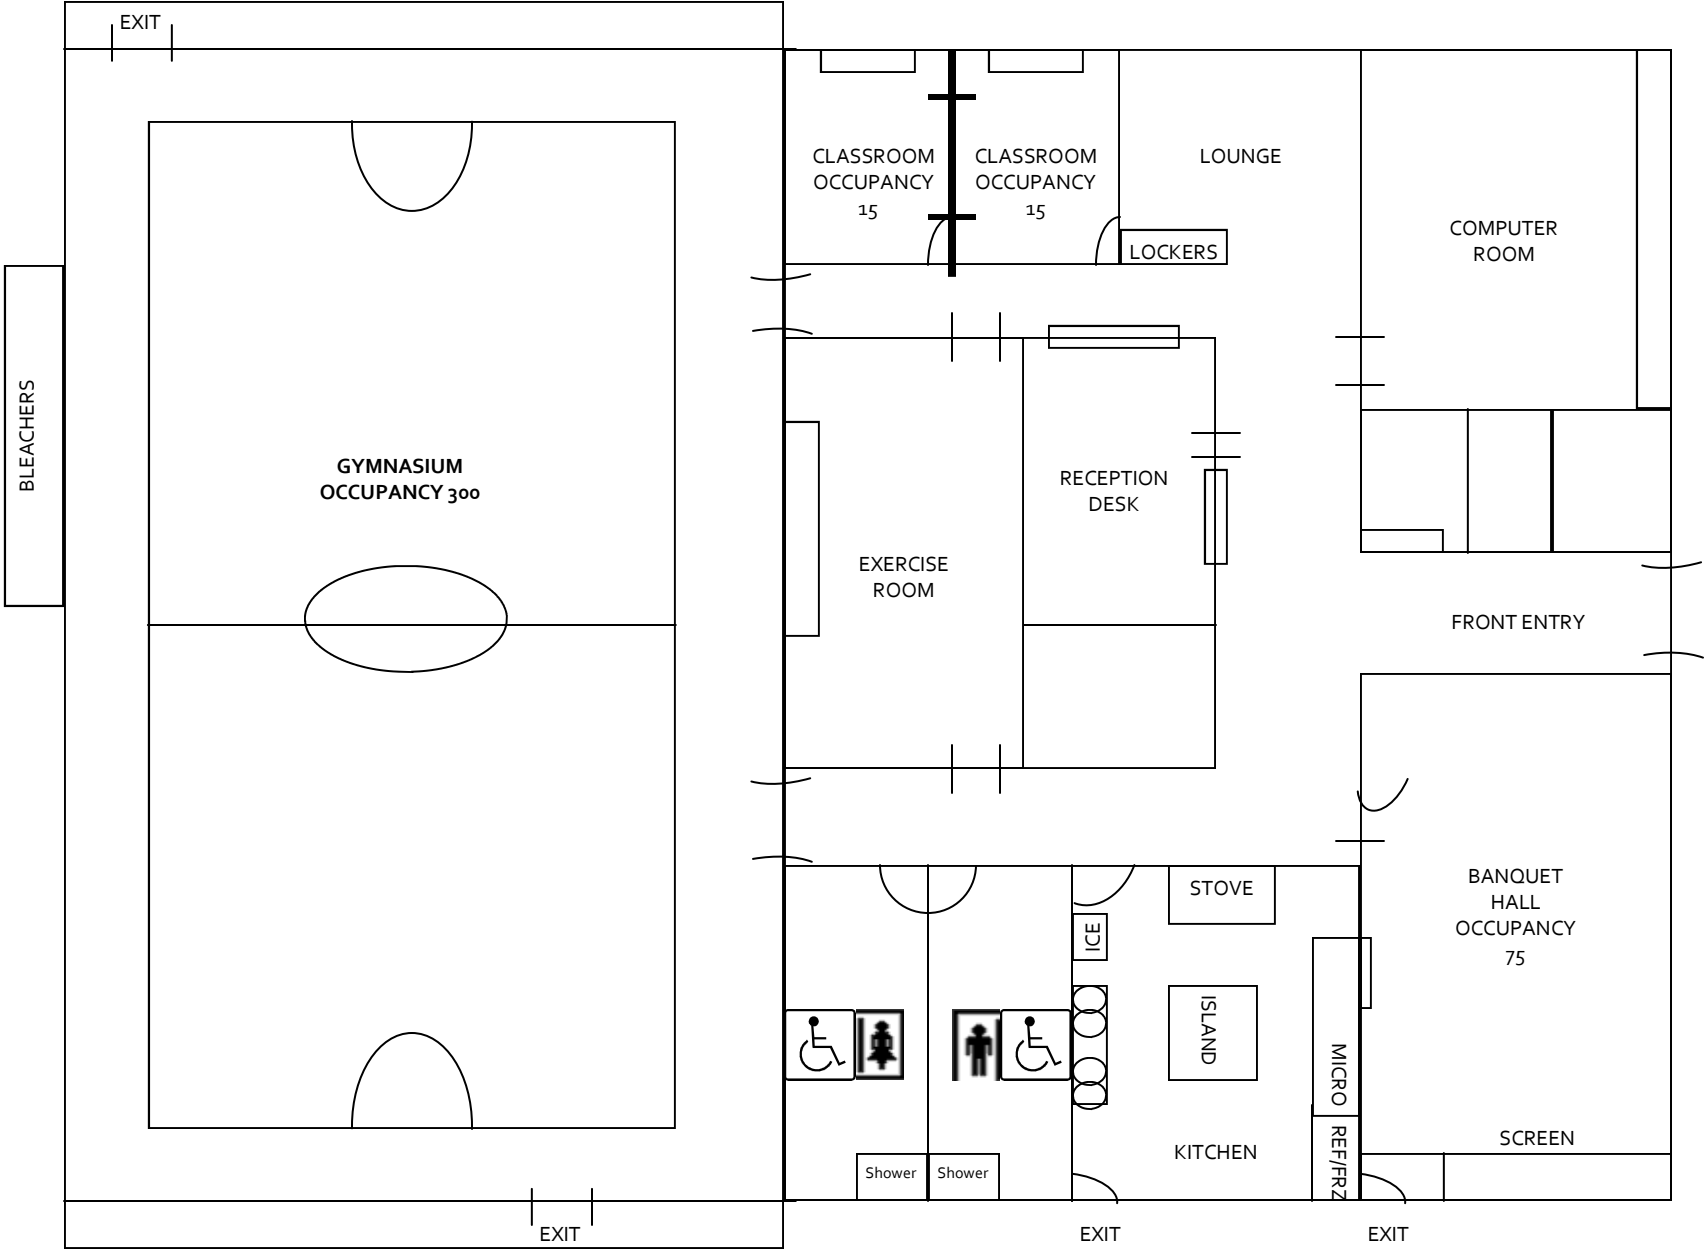 EXIT
CLASSROOM
OCCUPANCY
15
CLASSROOM
OCCUPANCY
15
LOUNGE
LOCKERS
COMPUTER
ROOM
BLEACHERS
GYMNASIUM
OCCUPANCY 300
RECEPTION
DESK
EXERCISE
ROOM
FRONT ENTRY
STOVE
ICE
ISLAND
MICRO
REF/FRZ
KITCHEN
BANQUET
HALL
OCCUPANCY
75
SCREEN
Shower
Shower
EXIT
EXIT
EXIT